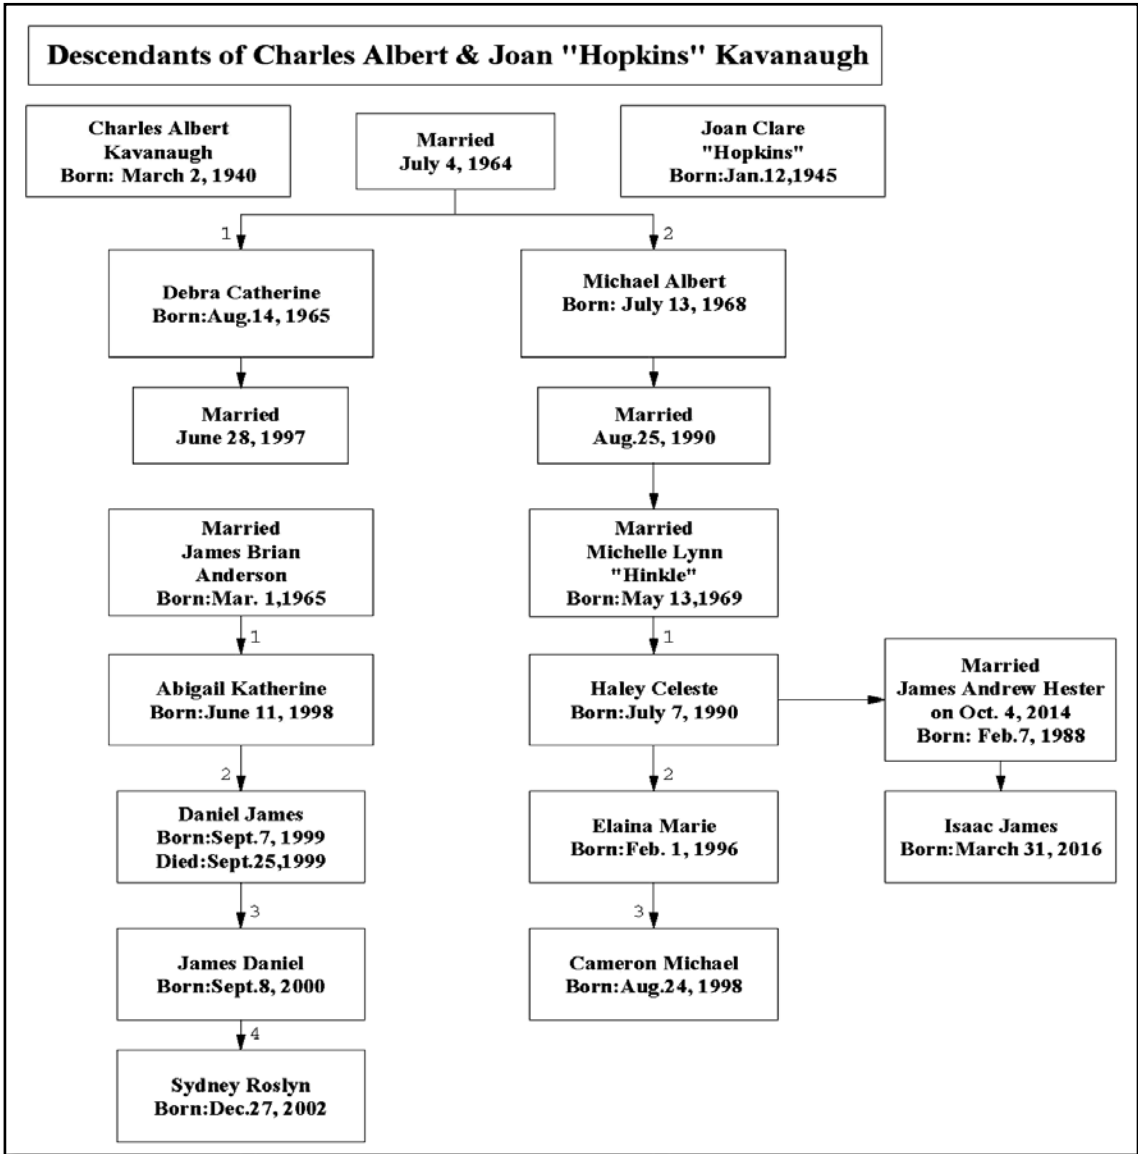 Descendants of Charles Albert & Joan "Hopkins" Kavanaugh
Charles Albert
Kavanaugh
Born: March 2, 1940
Married
July 4, 1964
Joan Clare
"Hopkins"
Born:Jan.12,1945
1
2
Debra Catherine
Born:Aug.14, 1965
Michael Albert
Born: July 13, 1968
Married
June 28, 1997
Married
Aug.25, 1990
Married
James Brian
Anderson
Born:Mar. 1,1965
Married
Michelle Lynn
"Hinkle"
Born:May 13,1969
1
1
Abigail Katherine
Born:June 11, 1998
Haley Celeste
Born:July 7, 1990
Married
James Andrew Hester
on Oct. 4, 2014
Born: Feb.7, 1988
2
2
Daniel James
Born:Sept.7, 1999
Died:Sept.25,1999
Elaina Marie
Born:Feb. 1, 1996
Isaac James
Born:March 31, 2016
3
3
James Daniel
Born:Sept.8, 2000
Cameron Michael
Born:Aug.24, 1998
4
Sydney Roslyn
Born:Dec.27, 2002